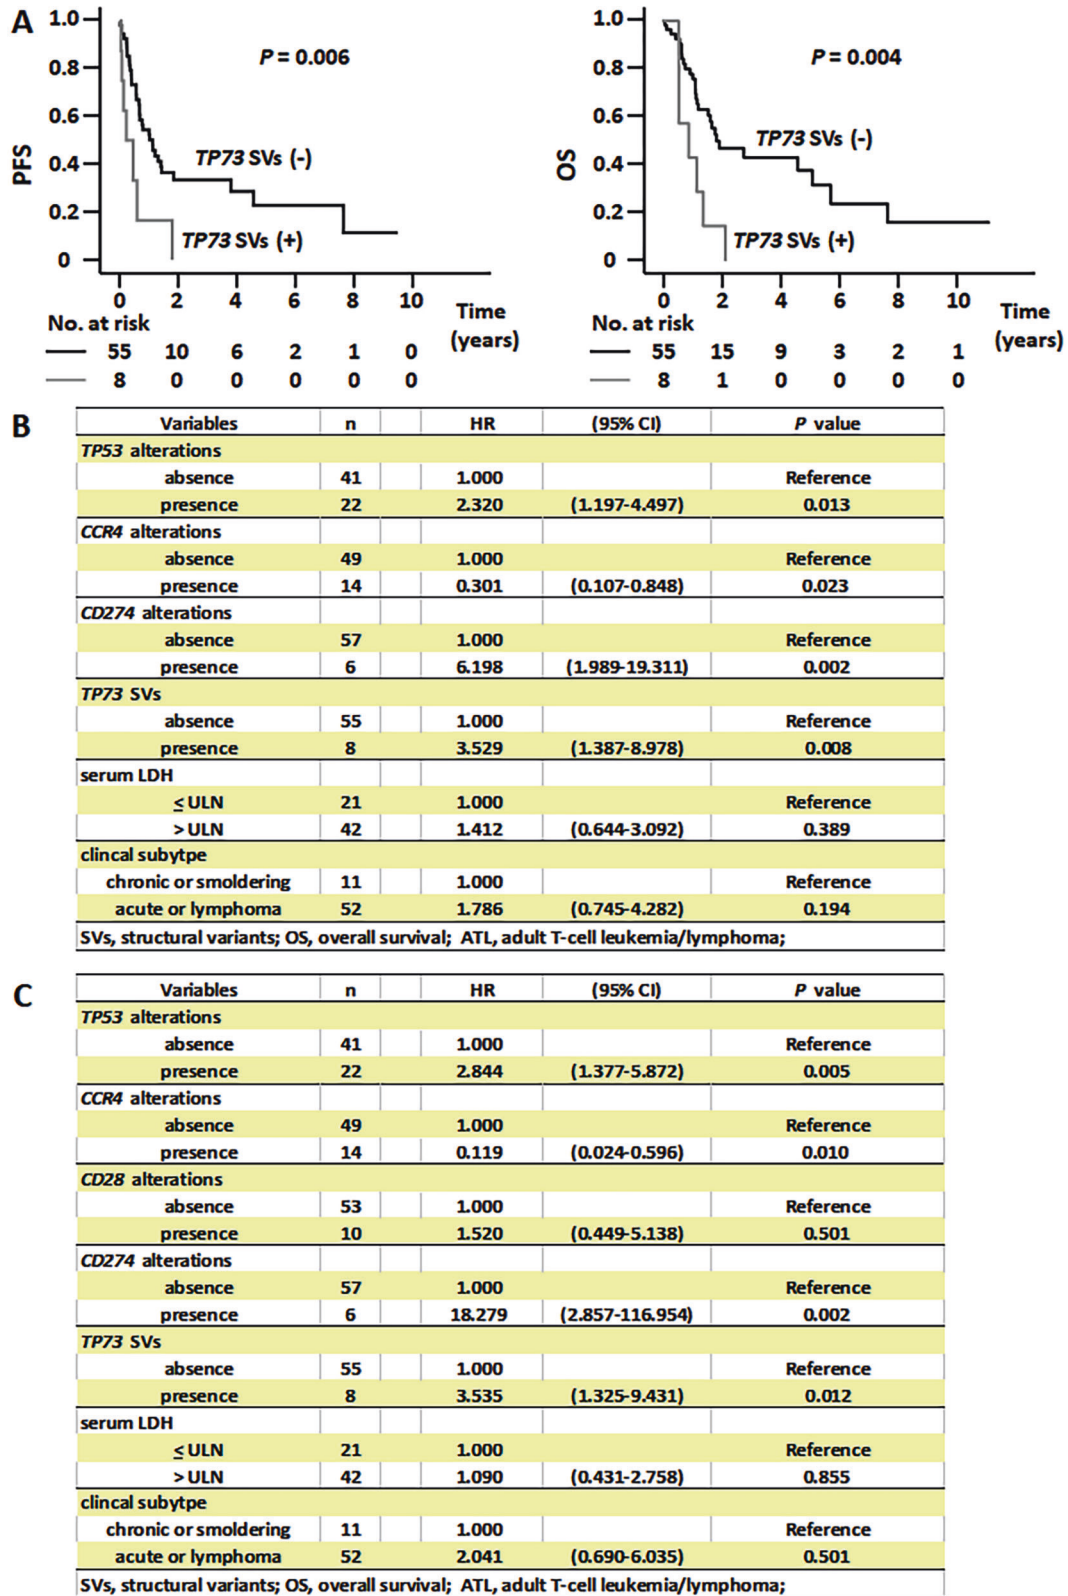 A
1.0
0.8
0.6
0.4
0.2
0
PFS
P = 0.006
TP73 SVs (-)
TP73 SVs (+)
0 2 4 6 8 10
Time
(years)
No. at risk
55 10 6 2 1 0
8 0 0 0 0 0
1.0
0.8
0.6
0.4
0.2
0
OS
P = 0.004
TP73 SVs (-)
TP73 SVs (+)
0 2 4 6 8 10
Time
(years)
No. at risk
55 15 9 3 2 1
8 1 0 0 0 0
B
Variables n HR (95% CI) P value
TP53 alterations
absence 41 1.000 Reference
presence 22 2.320 (1.197-4.497) 0.013
CCR4 alterations
absence 49 1.000 Reference
presence 14 0.301 (0.107-0.848) 0.023
CD274 alterations
absence 57 1.000 Reference
presence 6 6.198 (1.989-19.311) 0.002
TP73 SVs
absence 55 1.000 Reference
presence 8 3.529 (1.387-8.978) 0.008
serum LDH
≤ ULN 21 1.000 Reference
> ULN 42 1.412 (0.644-3.092) 0.389
clincal subytpe
chronic or smoldering 11 1.000 Reference
acute or lymphoma 52 1.786 (0.745-4.282) 0.194
SVs, structural variants; OS, overall survival; ATL, adult T-cell leukemia/lymphoma;
C
Variables n HR (95% CI) P value
TP53 alterations
absence 41 1.000 Reference
presence 22 2.844 (1.377-5.872) 0.005
CCR4 alterations
absence 49 1.000 Reference
presence 14 0.119 (0.024-0.596) 0.010
CD28 alterations
absence 53 1.000 Reference
presence 10 1.520 (0.449-5.138) 0.501
CD274 alterations
absence 57 1.000 Reference
presence 6 18.279 (2.857-116.954) 0.002
TP73 SVs
absence 55 1.000 Reference
presence 8 3.535 (1.325-9.431) 0.012
serum LDH
≤ ULN 21 1.000 Reference
> ULN 42 1.090 (0.431-2.758) 0.855
clincal subytpe
chronic or smoldering 11 1.000 Reference
acute or lymphoma 52 2.041 (0.690-6.035) 0.501
SVs, structural variants; OS, overall survival; ATL, adult T-cell leukemia/lymphoma;